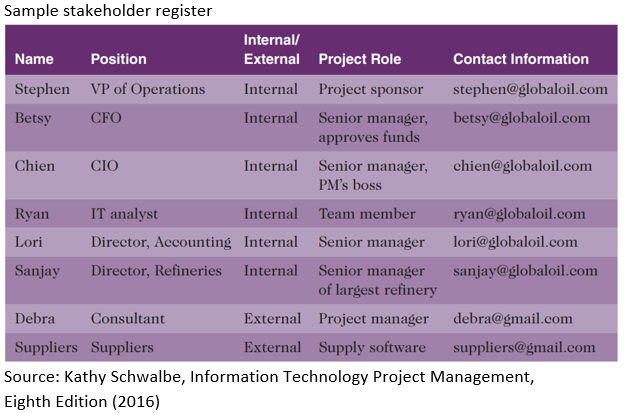 Sample stakeholder register
Internal/
Name Position External Project Role Contact Information
Stephen VP of Operations Internal Project sponsor stephen@globaloil.com
Betsy CFO Internal Senior manager, betsy@globaloil.com
approves funds
Chien CIO Internal Senior manager, chien@globaloil.com
PM's boss
Ryan IT analyst Internal Team member ryan@globaloil.com
Lori Director, Accounting Internal Senior manager lori@globaloil.com
Sanjay Director, Refineries Internal Senior manager sanjay@globaloil.com
of largest refinery
Debra Consultant External Project manager debra@gmail.com
Suppliers Suppliers External Supply software suppliers@gmail.com
Source: Kathy Schwalbe, Information Technology Project Management,
Eighth Edition (2016)